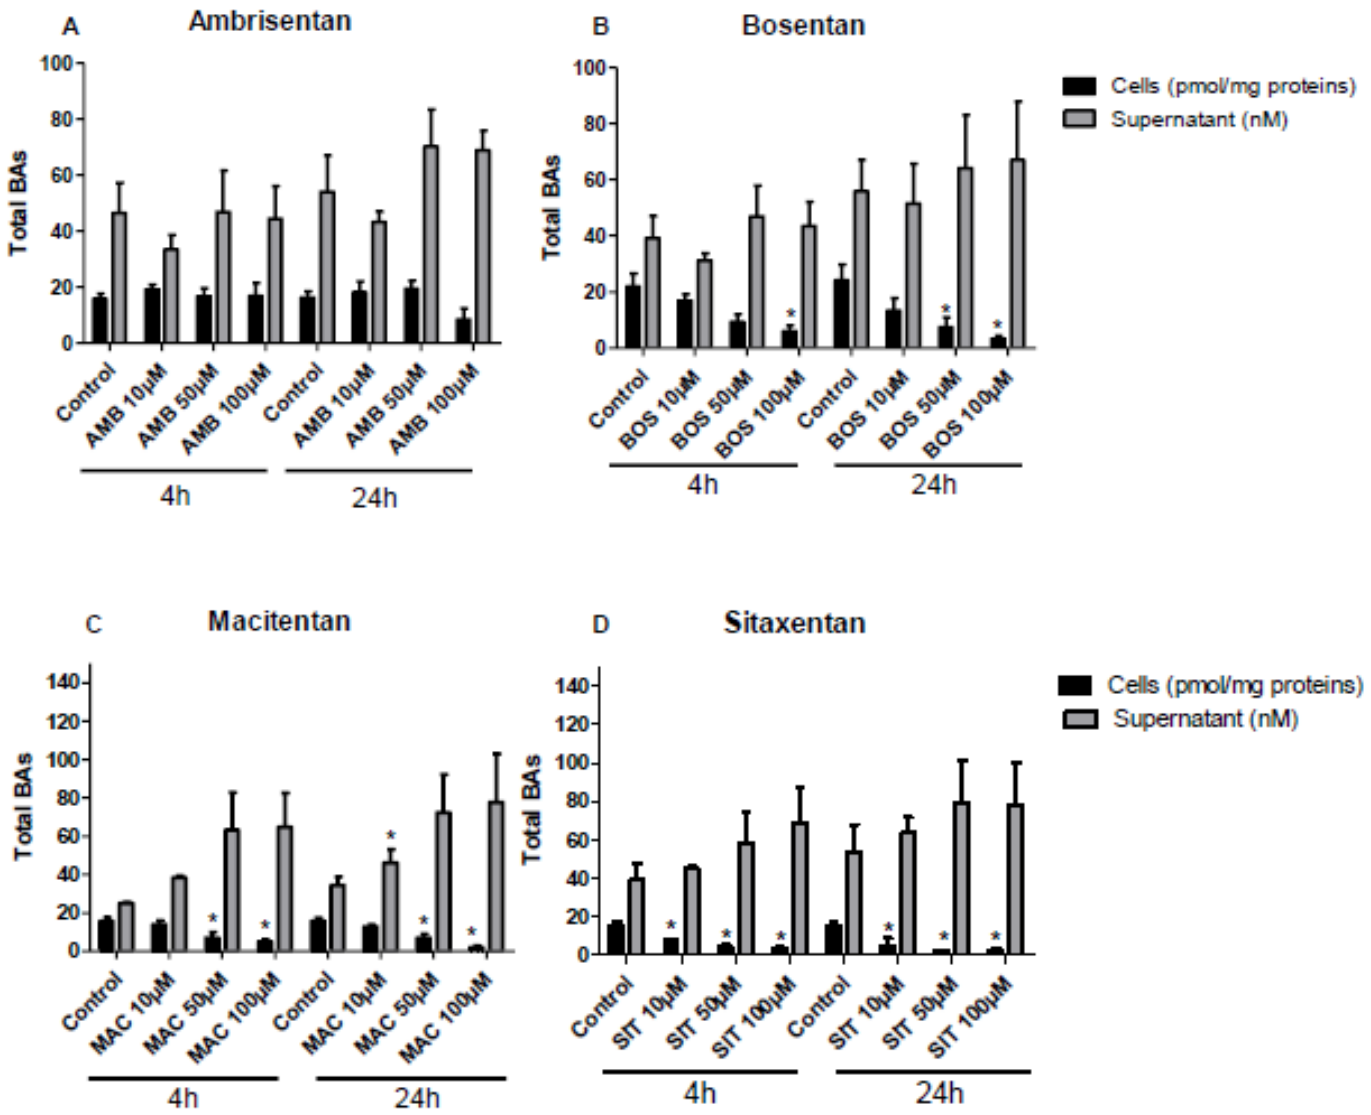 A Ambrisentan
100
80
60
40
20
0
Total BAs
Control
AMB 10µM
AMB 50µM
AMB 100µM
Control
AMB 10µM
AMB 50µM
AMB 100µM
4h
24h
B Bosentan
100
80
60
40
20
0
Total BAs
* * *
Control
BOS 10µM
BOS 50µM
BOS 100µM
Control
BOS 10µM
BOS 50µM
BOS 100µM
4h
24h
Cells (pmol/mg proteins)
Supernatant (nM)
C Macitentan
140
120
100
80
60
40
20
0
Total BAs
* * * * *
Control
MAC 10µM
MAC 50µM
MAC 100µM
Control
MAC 10µM
MAC 50µM
MAC 100µM
4h
24h
D Sitaxentan
140
120
100
80
60
40
20
0
Total BAs
* * * * * *
Control
SIT 10µM
SIT 50µM
SIT 100µM
Control
SIT 10µM
SIT 50µM
SIT 100µM
4h
24h
Cells (pmol/mg proteins)
Supernatant (nM)